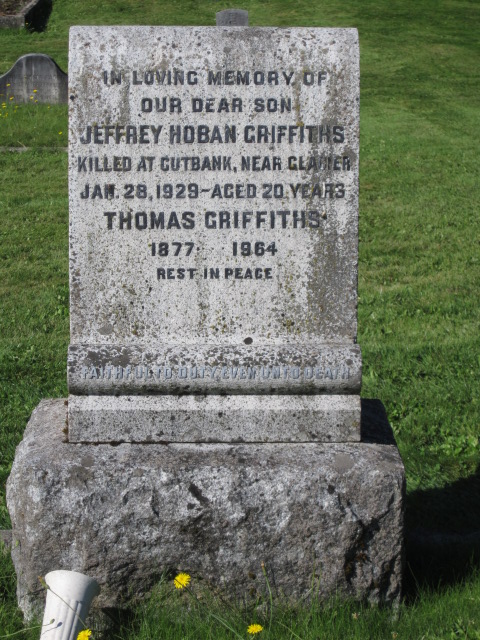 IN LOVING MEMORY OF
OUR DEAR SON
JEFFREY HOBAN GRIFFITHS
KILLED AT CUTBANK, NEAR GLACIER
JAN. 28, 1929-AGED 20 YEARS
THOMAS GRIFFITHS
1877 1964
REST IN PEACE
FAITHFUL TO DUTY EVEN UNTO DEATH